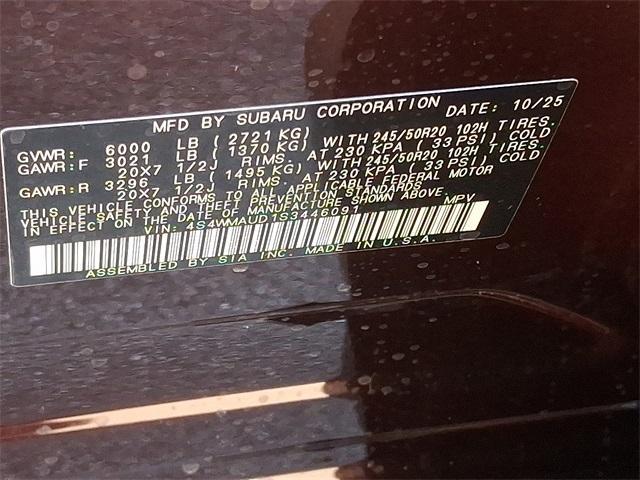 MFD BY SUBARU CORPORATION DATE: 10/25
GVWR: 6000 LB (2721 KG)
GAWR:F 3021 LB (1370 KG) WITH 245/50R20 102H TIRES.
20X7 1/2J RIMS. AT 230 KPA (33 PSI) COLD
GAWR:R 3296 LB (1495 KG) WITH 245/50R20 102H TIRES.
20X7 1/2J RIMS. AT 230 KPA (33 PSI) COLD
THIS VEHICLE CONFORMS TO ALL APPLICABLE FEDERAL MOTOR
VEHICLE SAFETY AND THEFT PREVENTION STANDARDS
IN EFFECT ON THE DATE OF MANUFACTURE SHOWN ABOVE.
VIN: 4S4WMAUD1S3446091 MPV
ASSEMBLED BY SIA INC. MADE IN U.S.A.